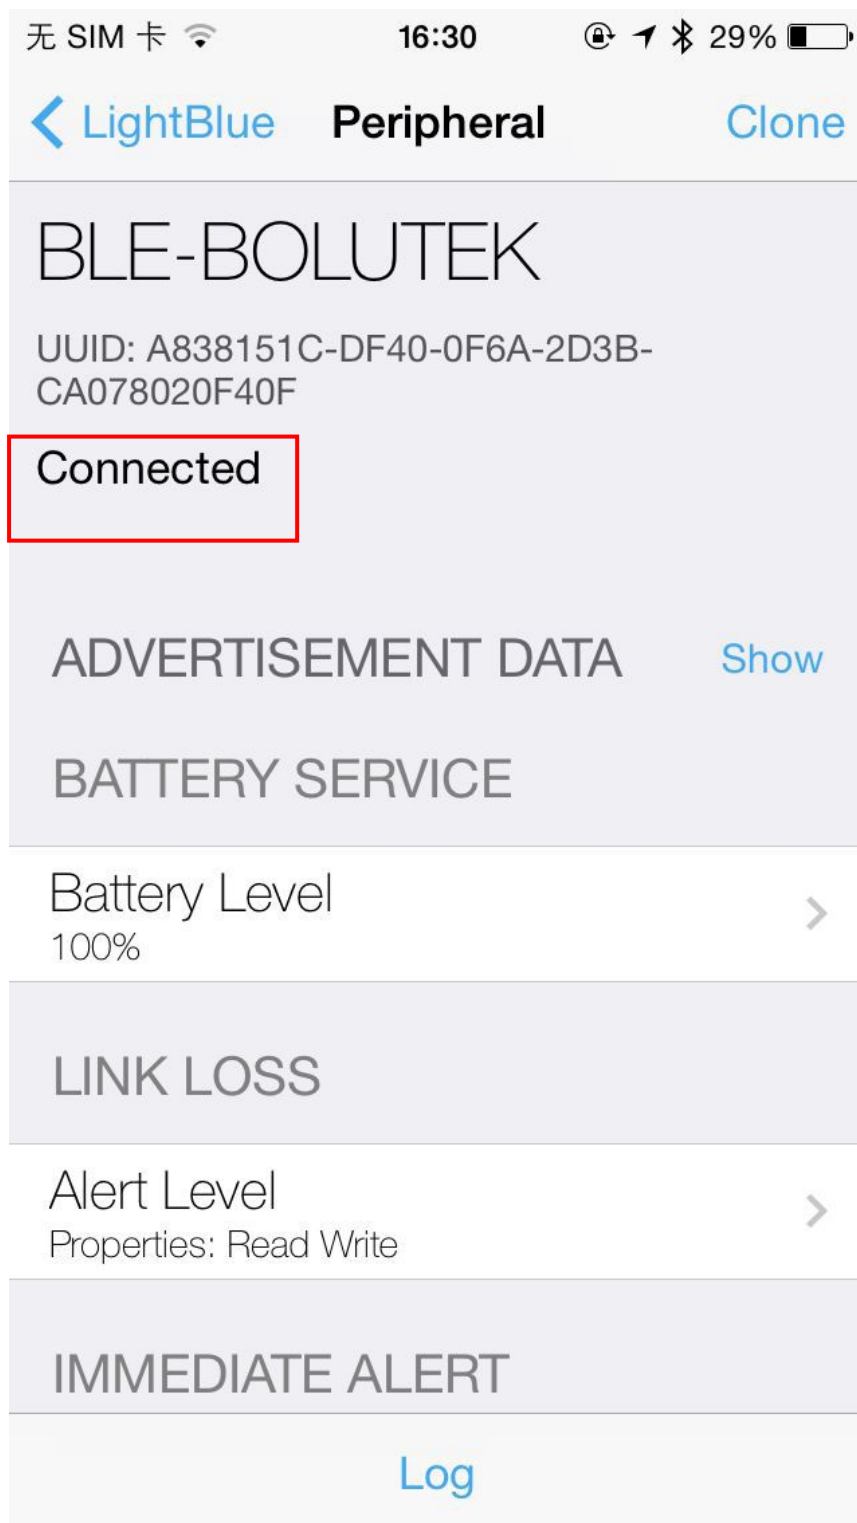 无 SIM 卡 16:30 29%
LightBlue Peripheral Clone
BLE-BOLUTEK
UUID: A838151C-DF40-0F6A-2D3B-
CA078020F40F
Connected
ADVERTISEMENT DATA Show
BATTERY SERVICE
Battery Level
100%
LINK LOSS
Alert Level
Properties: Read Write
IMMEDIATE ALERT
Log